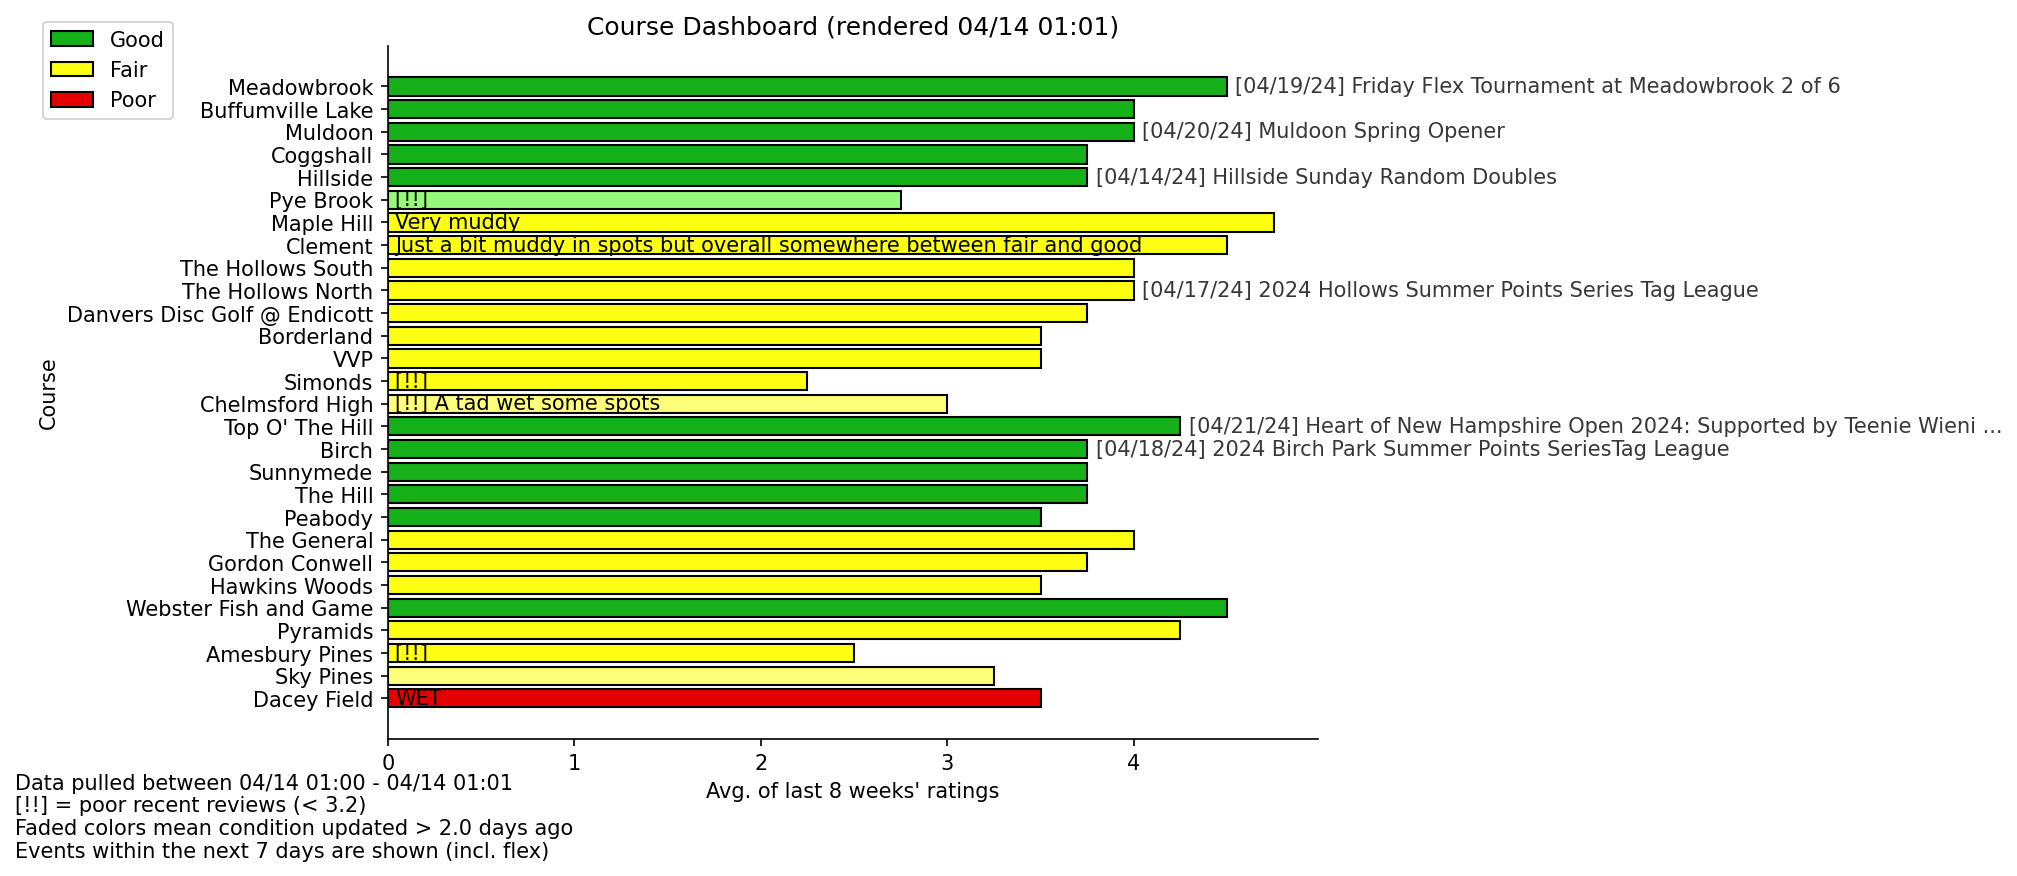 Course Dashboard (rendered 04/14 01:01)
Good
Fair
Poor
Course
Meadowbrook [04/19/24] Friday Flex Tournament at Meadowbrook 2 of 6
Buffumville Lake
Muldoon [04/20/24] Muldoon Spring Opener
Coggshall
Hillside [04/14/24] Hillside Sunday Random Doubles
Pye Brook [!!]
Maple Hill Very muddy
Clement Just a bit muddy in spots but overall somewhere between fair and good
The Hollows South
The Hollows North [04/17/24] 2024 Hollows Summer Points Series Tag League
Danvers Disc Golf @ Endicott
Borderland
VVP
Simonds [!!]
Chelmsford High [!!] A tad wet some spots
Top O' The Hill [04/21/24] Heart of New Hampshire Open 2024: Supported by Teenie Wieni ...
Birch [04/18/24] 2024 Birch Park Summer Points SeriesTag League
Sunnymede
The Hill
Peabody
The General
Gordon Conwell
Hawkins Woods
Webster Fish and Game
Pyramids
Amesbury Pines [!!]
Sky Pines
Dacey Field WET
0 1 2 3 4
Avg. of last 8 weeks' ratings
Data pulled between 04/14 01:00 - 04/14 01:01
[!!] = poor recent reviews (< 3.2)
Faded colors mean condition updated > 2.0 days ago
Events within the next 7 days are shown (incl. flex)